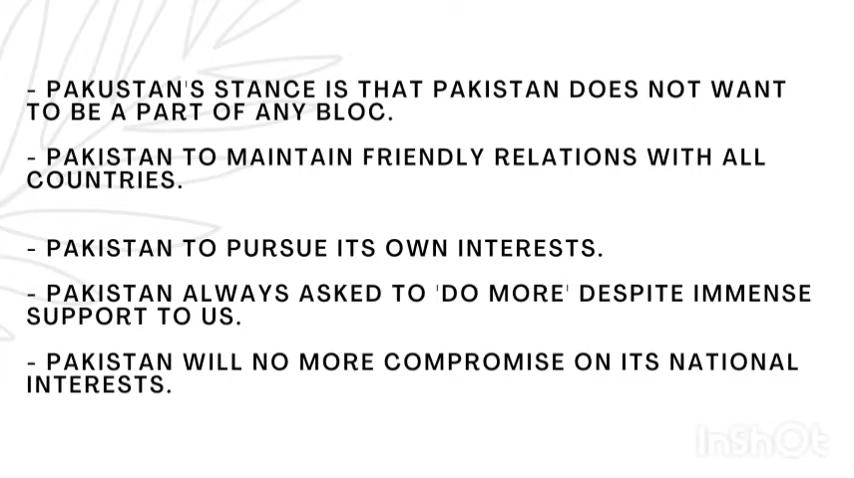 - PAKUSTAN'S STANCE IS THAT PAKISTAN DOES NOT WANT
TO BE A PART OF ANY BLOC.
- PAKISTAN TO MAINTAIN FRIENDLY RELATIONS WITH ALL
COUNTRIES.
- PAKISTAN TO PURSUE ITS OWN INTERESTS.
- PAKISTAN ALWAYS ASKED TO 'DO MORE' DESPITE IMMENSE
SUPPORT TO US.
- PAKISTAN WILL NO MORE COMPROMISE ON ITS NATIONAL
INTERESTS.
InShOt